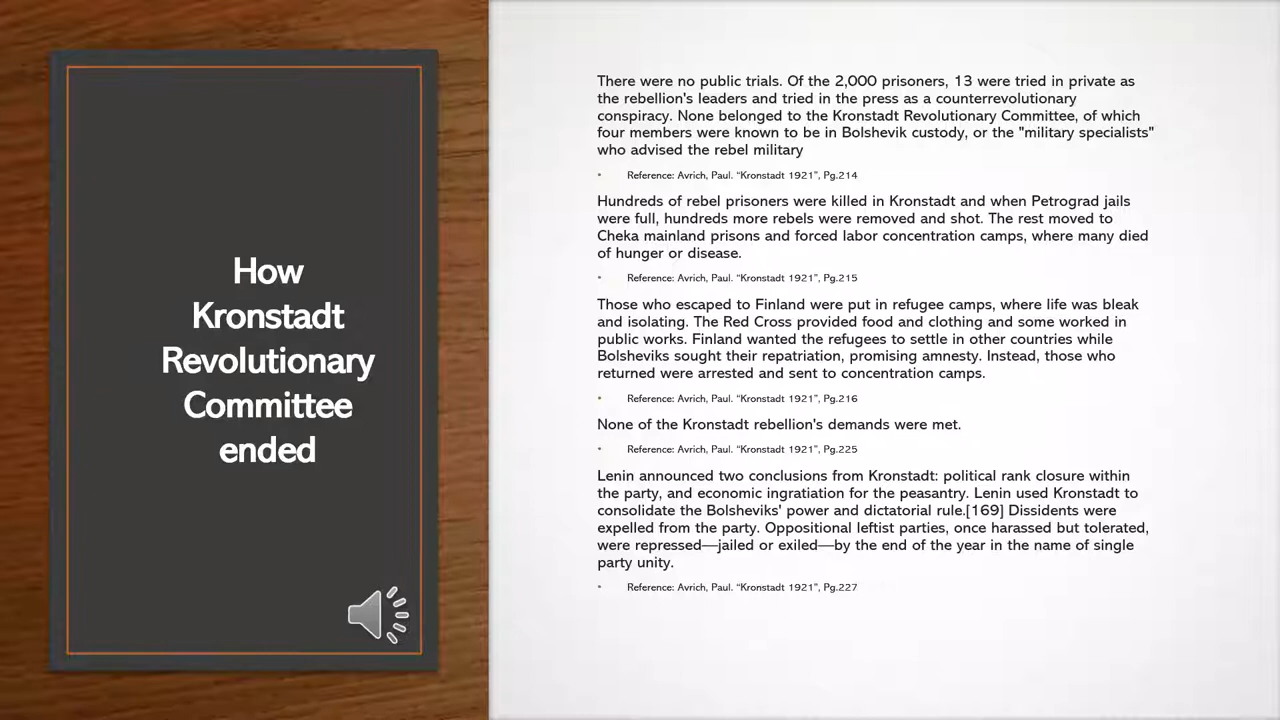 How
Kronstadt
Revolutionary
Committee
ended
There were no public trials. Of the 2,000 prisoners, 13 were tried in private as
the rebellion's leaders and tried in the press as a counterrevolutionary
conspiracy. None belonged to the Kronstadt Revolutionary Committee, of which
four members were known to be in Bolshevik custody, or the "military specialists"
who advised the rebel military
• Reference: Avrich, Paul. “Kronstadt 1921”, Pg.214
Hundreds of rebel prisoners were killed in Kronstadt and when Petrograd jails
were full, hundreds more rebels were removed and shot. The rest moved to
Cheka mainland prisons and forced labor concentration camps, where many died
of hunger or disease.
• Reference: Avrich, Paul. “Kronstadt 1921”, Pg.215
Those who escaped to Finland were put in refugee camps, where life was bleak
and isolating. The Red Cross provided food and clothing and some worked in
public works. Finland wanted the refugees to settle in other countries while
Bolsheviks sought their repatriation, promising amnesty. Instead, those who
returned were arrested and sent to concentration camps.
• Reference: Avrich, Paul. “Kronstadt 1921”, Pg.216
None of the Kronstadt rebellion's demands were met.
• Reference: Avrich, Paul. “Kronstadt 1921”, Pg.225
Lenin announced two conclusions from Kronstadt: political rank closure within
the party, and economic ingratiation for the peasantry. Lenin used Kronstadt to
consolidate the Bolsheviks' power and dictatorial rule.[169] Dissidents were
expelled from the party. Oppositional leftist parties, once harassed but tolerated,
were repressed—jailed or exiled—by the end of the year in the name of single
party unity.
• Reference: Avrich, Paul. “Kronstadt 1921”, Pg.227